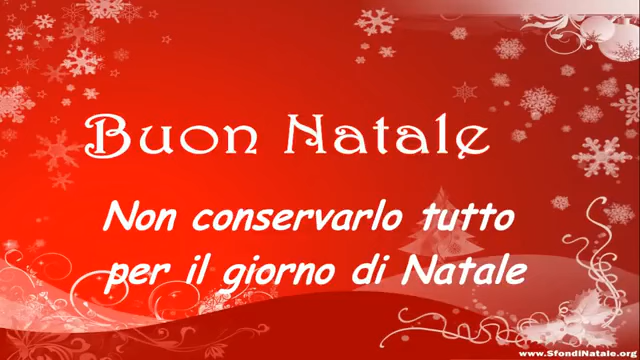 Buon Natale
Non conservarlo tutto
per il giorno di Natale
www.SfondiNatale.org